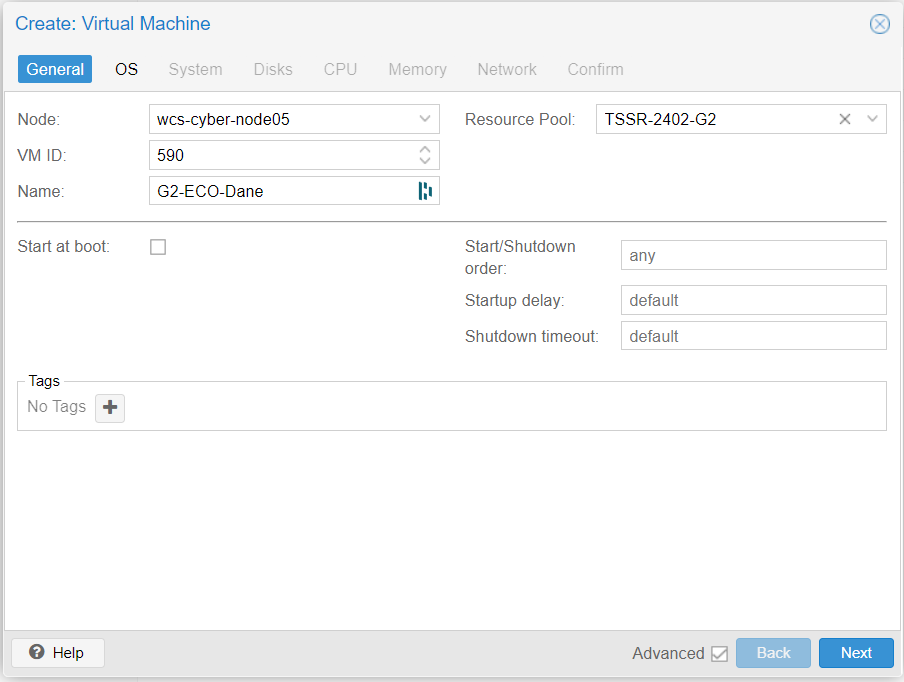 Create: Virtual Machine
General OS System Disks CPU Memory Network Confirm
Node: wcs-cyber-node05 Resource Pool: TSSR-2402-G2
VM ID: 590
Name: G2-ECO-Dane
Start at boot: Start/Shutdown
order: any
Startup delay: default
Shutdown timeout: default
Tags
No Tags
Help Advanced Back Next